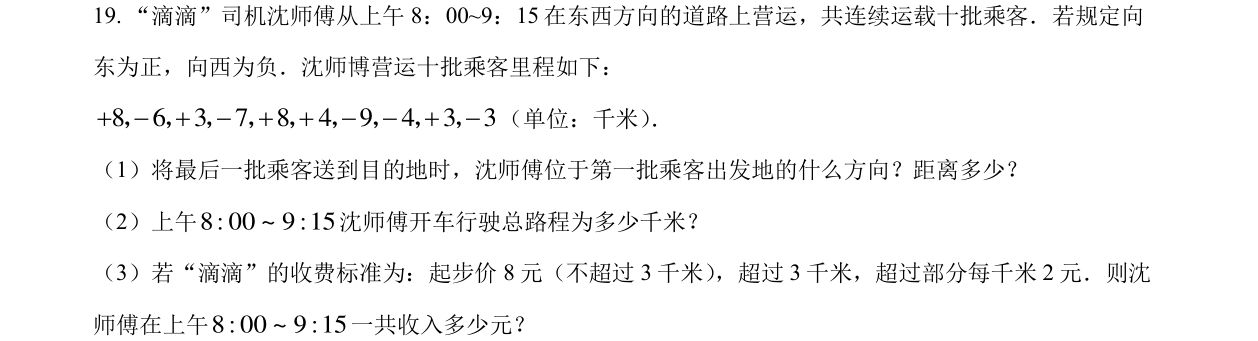 19. “滴滴”司机沈师傅从上午 8：00~9：15 在东西方向的道路上营运，共连续运载十批乘客．若规定向
东为正，向西为负．沈师博营运十批乘客里程如下：
+8,−6,+3,−7,+8,+4,−9,−4,+3,−3（单位：千米）.
（1）将最后一批乘客送到目的地时，沈师傅位于第一批乘客出发地的什么方向？距离多少？
（2）上午8:00 ~ 9:15沈师傅开车行驶总路程为多少千米？
（3）若“滴滴”的收费标准为：起步价 8 元（不超过 3 千米），超过 3 千米，超过部分每千米 2 元．则沈
师傅在上午8:00 ~ 9:15一共收入多少元？